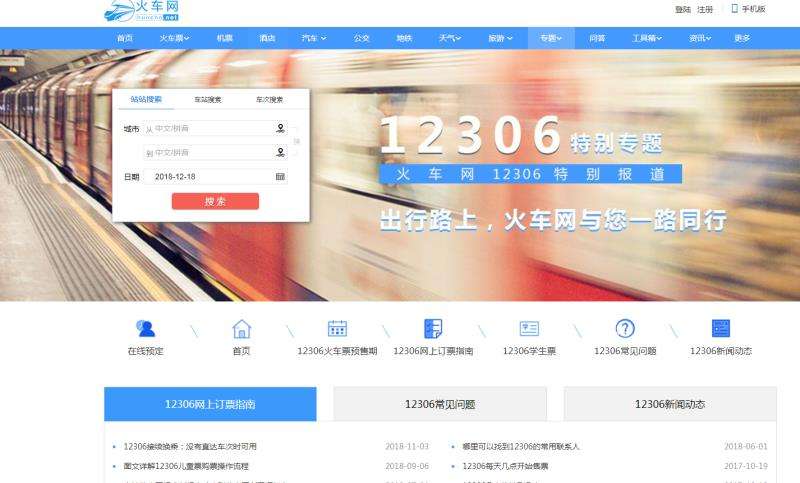 火车网
huoche.net
登陆 注册 手机版
首页 火车票 机票 酒店 汽车 公交 地铁 天气 旅游 专题 问答 工具箱 资讯 更多
站站搜索 车站搜索 车次搜索
城市 从 中文/拼音
到 中文/拼音
换
日期 2018-12-18
搜 索
12306特别专题
火车网 12306 特别报道
出行路上，火车网与您一路同行
在线预定 首页 12306火车票预售期 12306网上订票指南 12306学生票 12306常见问题 12306新闻动态
12306网上订票指南 12306常见问题 12306新闻动态
12306接续换乘：没有直达车次时可用 2018-11-03
哪里可以找到12306的常用联系人 2018-06-01
图文详解12306儿童票购票操作流程 2018-09-06
12306每天几点开始售票 2017-10-19